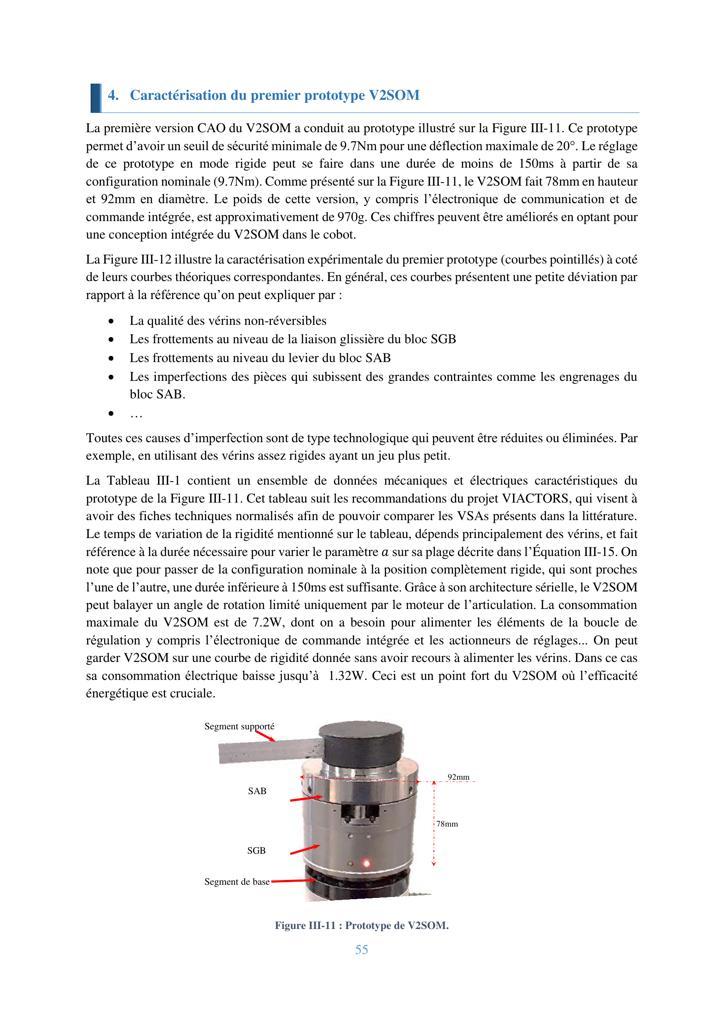 4. Caractérisation du premier prototype V2SOM
La première version CAO du V2SOM a conduit au prototype illustré sur la Figure III-11. Ce prototype
permet d’avoir un seuil de sécurité minimale de 9.7Nm pour une déflection maximale de 20°. Le réglage
de ce prototype en mode rigide peut se faire dans une durée de moins de 150ms à partir de sa
configuration nominale (9.7Nm). Comme présenté sur la Figure III-11, le V2SOM fait 78mm en hauteur
et 92mm en diamètre. Le poids de cette version, y compris l’électronique de communication et de
commande intégrée, est approximativement de 970g. Ces chiffres peuvent être améliorés en optant pour
une conception intégrée du V2SOM dans le cobot.
La Figure III-12 illustre la caractérisation expérimentale du premier prototype (courbes pointillés) à coté
de leurs courbes théoriques correspondantes. En général, ces courbes présentent une petite déviation par
rapport à la référence qu’on peut expliquer par :
• La qualité des vérins non-réversibles
• Les frottements au niveau de la liaison glissière du bloc SGB
• Les frottements au niveau du levier du bloc SAB
• Les imperfections des pièces qui subissent des grandes contraintes comme les engrenages du
bloc SAB.
• …
Toutes ces causes d’imperfection sont de type technologique qui peuvent être réduites ou éliminées. Par
exemple, en utilisant des vérins assez rigides ayant un jeu plus petit.
La Tableau III-1 contient un ensemble de données mécaniques et électriques caractéristiques du
prototype de la Figure III-11. Cet tableau suit les recommandations du projet VIACTORS, qui visent à
avoir des fiches techniques normalisés afin de pouvoir comparer les VSAs présents dans la littérature.
Le temps de variation de la rigidité mentionné sur le tableau, dépends principalement des vérins, et fait
référence à la durée nécessaire pour varier le paramètre a sur sa plage décrite dans l’Équation III-15. On
note que pour passer de la configuration nominale à la position complètement rigide, qui sont proches
l’une de l’autre, une durée inférieure à 150ms est suffisante. Grâce à son architecture sérielle, le V2SOM
peut balayer un angle de rotation limité uniquement par le moteur de l’articulation. La consommation
maximale du V2SOM est de 7.2W, dont on a besoin pour alimenter les éléments de la boucle de
régulation y compris l’électronique de commande intégrée et les actionneurs de réglages... On peut
garder V2SOM sur une courbe de rigidité donnée sans avoir recours à alimenter les vérins. Dans ce cas
sa consommation électrique baisse jusqu’à 1.32W. Ceci est un point fort du V2SOM où l’efficacité
énergétique est cruciale.
Segment supporté
92mm
SAB
78mm
SGB
Segment de base
Figure III-11 : Prototype de V2SOM.
55